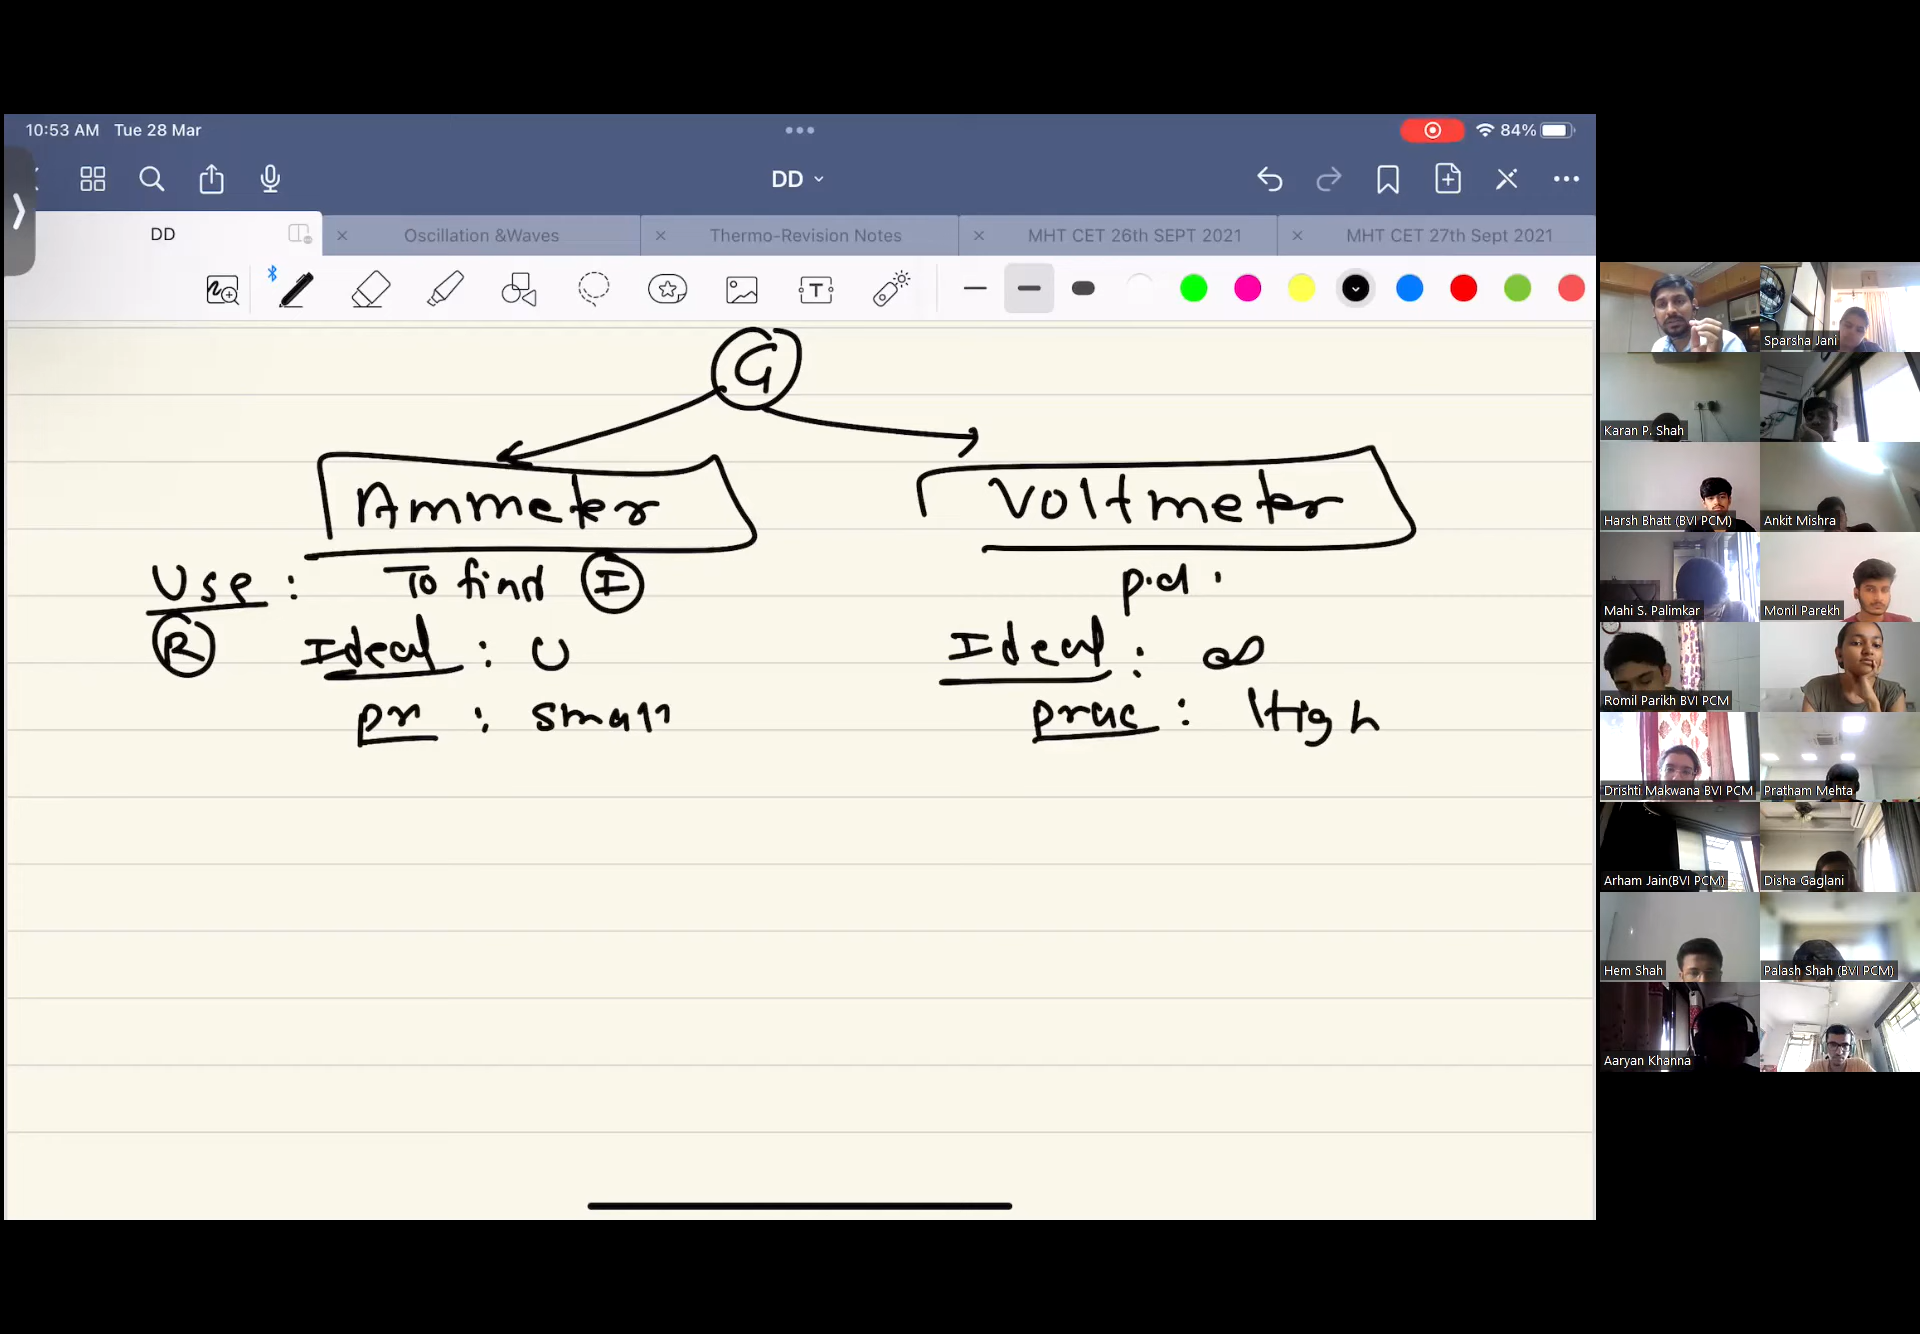 10:53 AM Tue 28 Mar
84%
DD
DD
Oscillation &Waves
Thermo-Revision Notes
MHT CET 26th SEPT 2021
MHT CET 27th Sept 2021
T
G
Ammeter
Voltmeter
Use : To find I
p.d.
R Ideal : 0
Ideal : ∞
pr : small
prac : High
Sparsha Jani
Karan P. Shah
Harsh Bhatt (BVI PCM)
Ankit Mishra
Mahi S. Palimkar
Monil Parekh
Romil Parikh BVI PCM
Drishti Makwana BVI PCM
Pratham Mehta
Arham Jain(BVI PCM)
Disha Gaglani
Hem Shah
Palash Shah (BVI PCM)
Aaryan Khanna